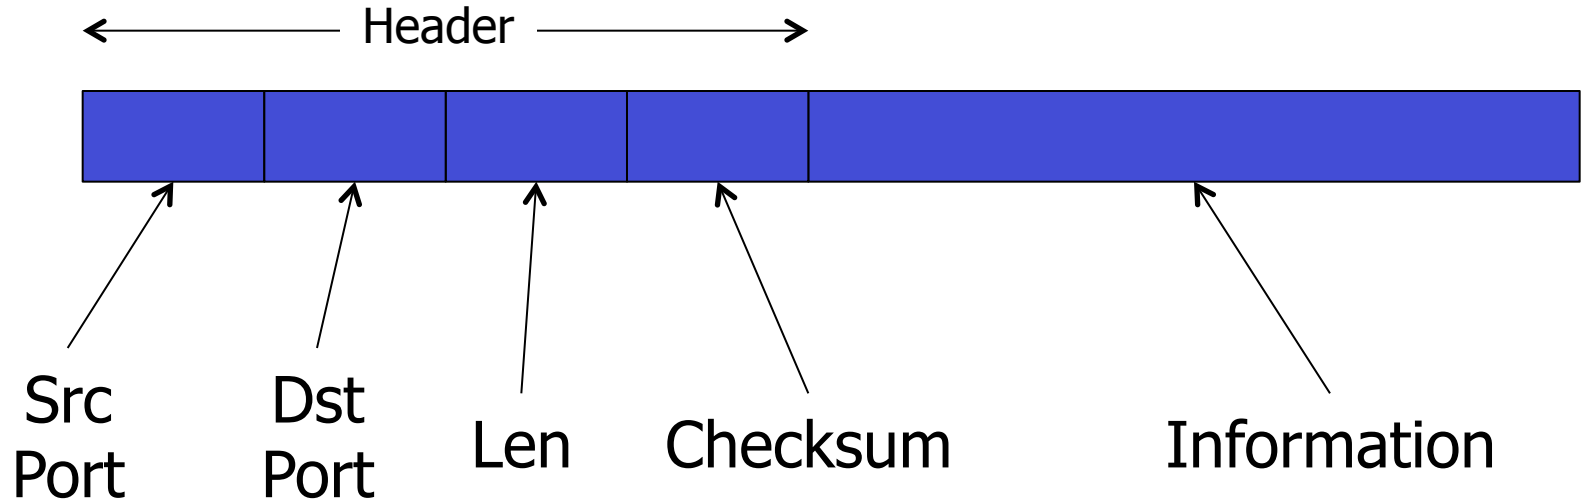 Header
Src
Port
Dst
Port
Len
Checksum
Information